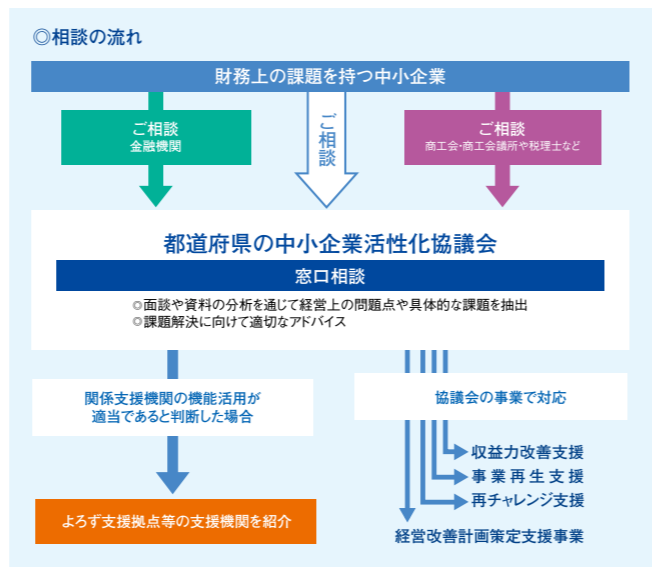 ◎相談の流れ
財務上の課題を持つ中小企業
ご相談
金融機関
ご相談
ご相談
商工会・商工会議所や税理士など
都道府県の中小企業活性化協議会
窓口相談
◎面談や資料の分析を通じて経営上の問題点や具体的な課題を抽出
◎課題解決に向けて適切なアドバイス
関係支援機関の機能活用が
適当であると判断した場合
よろず支援拠点等の支援機関を紹介
協議会の事業で対応
収益力改善支援
事業再生支援
再チャレンジ支援
経営改善計画策定支援事業